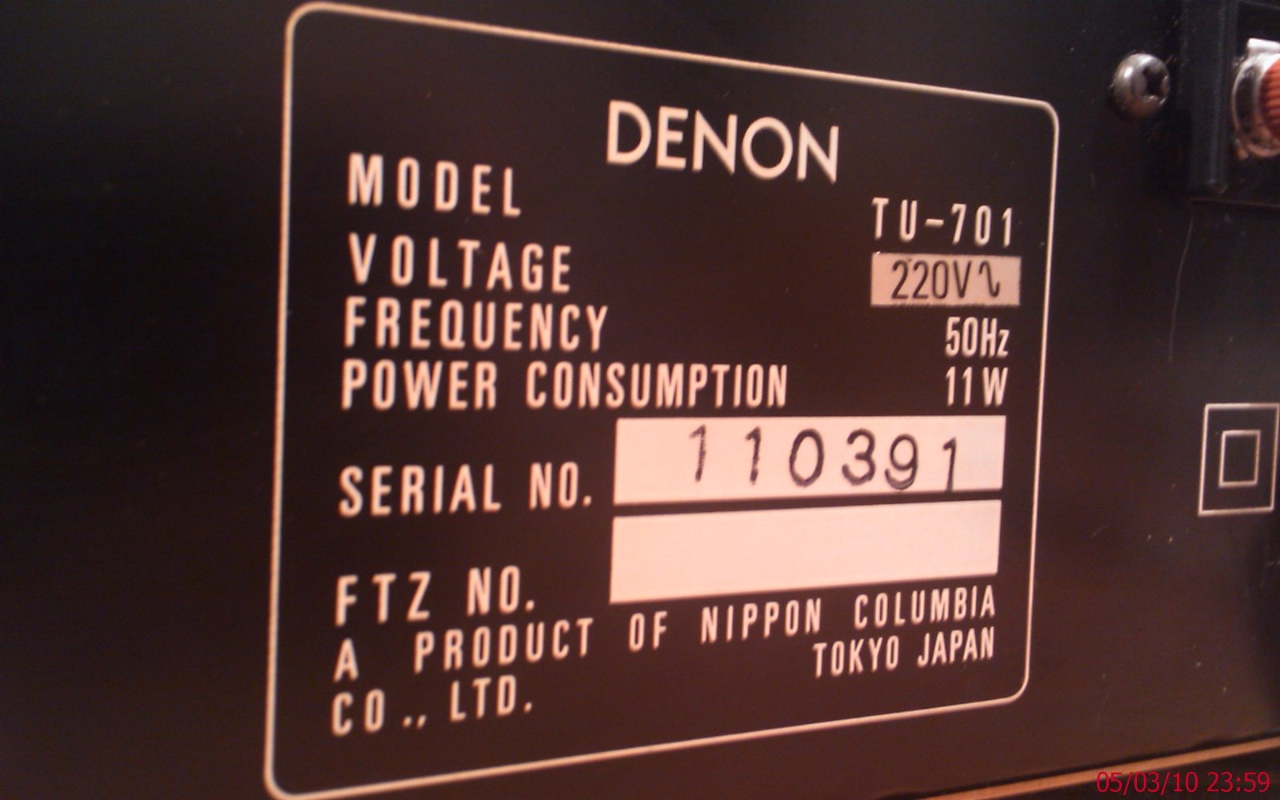 DENON
MODEL TU-701
VOLTAGE 220V∿
FREQUENCY 50Hz
POWER CONSUMPTION 11W
SERIAL NO. 110391
FTZ NO.
A PRODUCT OF NIPPON COLUMBIA
CO., LTD. TOKYO JAPAN
05/03/10 23:59